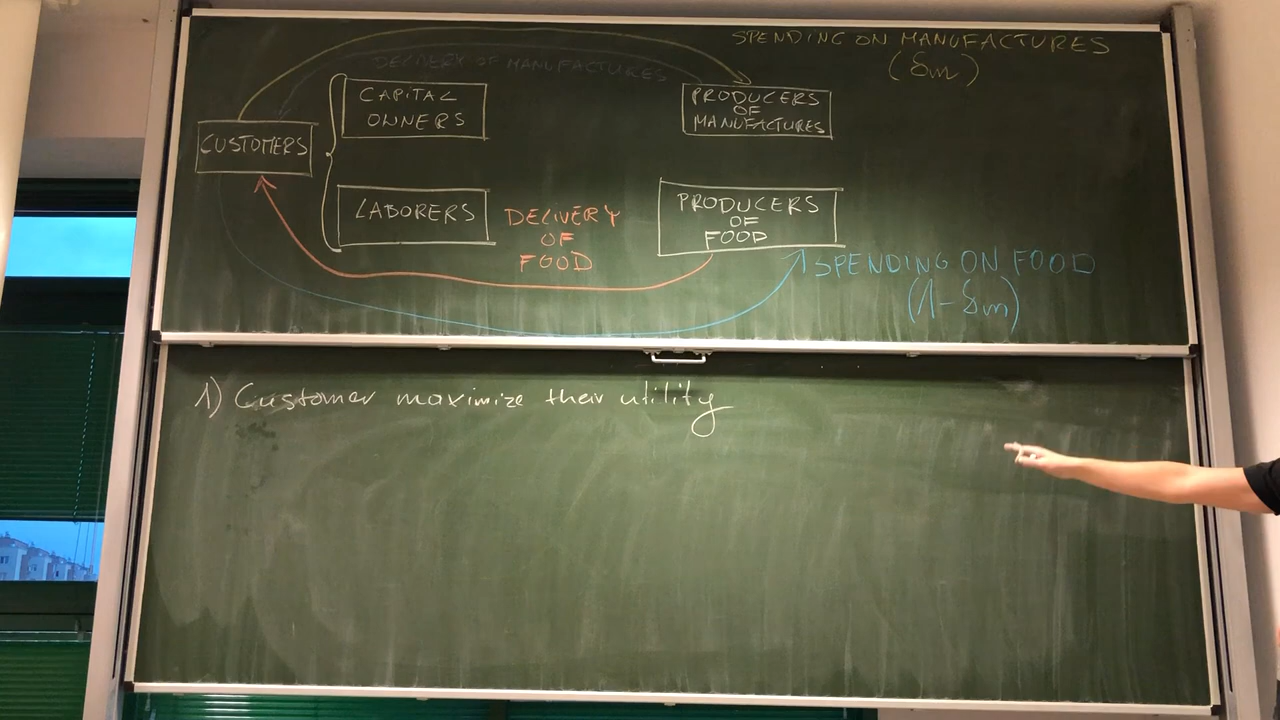 SPENDING ON MANUFACTURES
(δm)
DELIVERY OF MANUFACTURES
CAPITAL
OWNERS
PRODUCERS
OF
MANUFACTURES
CUSTOMERS
LABORERS
DELIVERY
OF
FOOD
PRODUCERS
OF
FOOD
SPENDING ON FOOD
(1-δm)
1) Customer maximize their utility